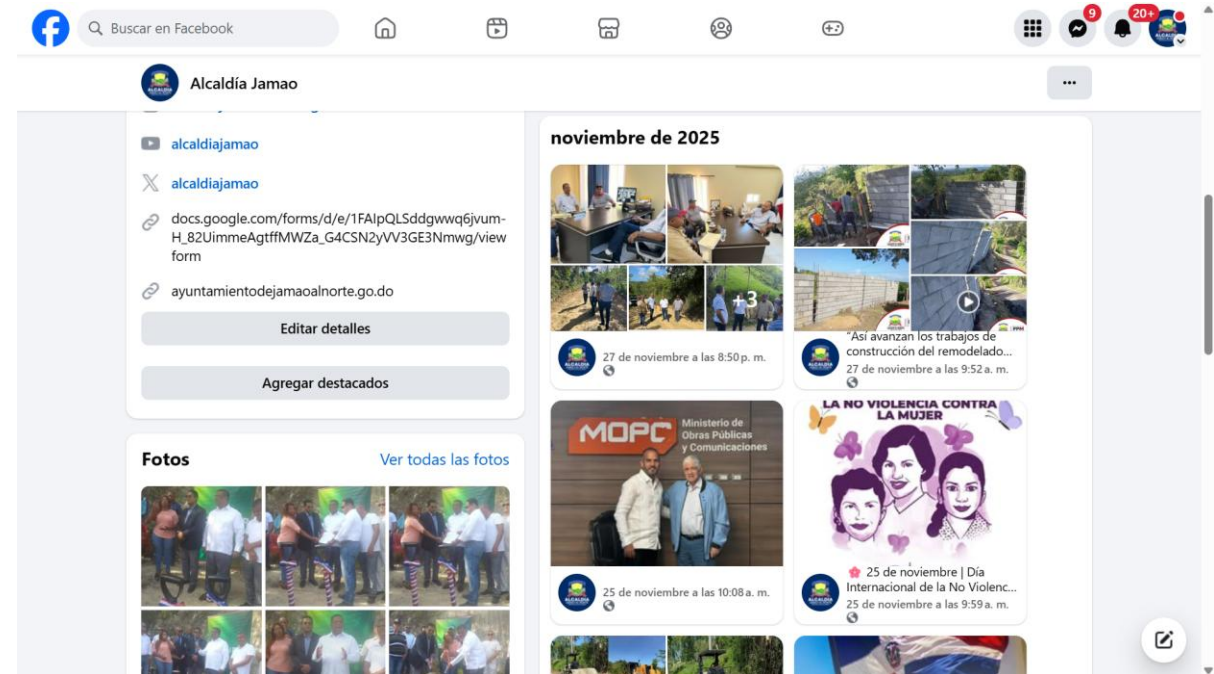 Buscar en Facebook
9
20+
Alcaldía Jamao
alcaldiajamao
alcaldiajamao
docs.google.com/forms/d/e/1FAIpQLSddgwwq6jvum-
H_82UimmeAgtffMWZa_G4CSN2yVV3GE3Nmwg/view
form
ayuntamientodejamaoalnorte.go.do
Editar detalles
Agregar destacados
Fotos
Ver todas las fotos
noviembre de 2025
+3
27 de noviembre a las 8:50 p. m.
"Así avanzan los trabajos de
construcción del remodelado...
27 de noviembre a las 9:52 a. m.
MOPC
Ministerio de
Obras Públicas
y Comunicaciones
25 de noviembre a las 10:08 a. m.
LA NO VIOLENCIA CONTRA
LA MUJER
25 de noviembre | Día
Internacional de la No Violenc...
25 de noviembre a las 9:59 a. m.